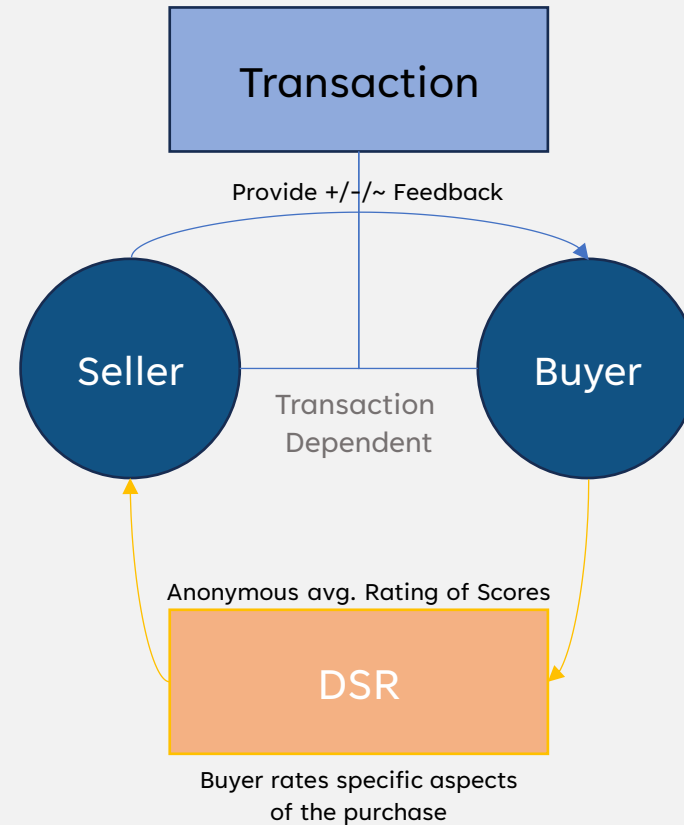 Transaction
Provide +/-/~ Feedback
Seller
Buyer
Transaction
Dependent
Anonymous avg. Rating of Scores
DSR
Buyer rates specific aspects
of the purchase